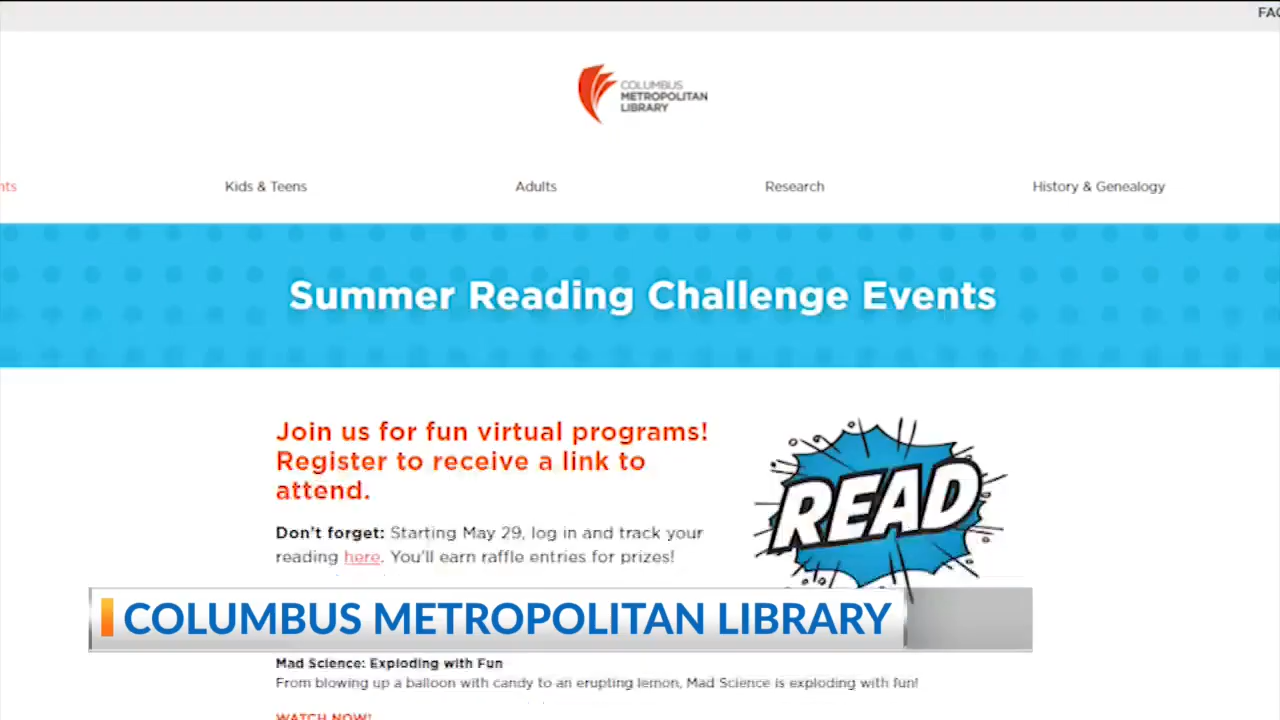 FAQ
COLUMBUS
METROPOLITAN
LIBRARY
Kids & Teens
Adults
Research
History & Genealogy
Summer Reading Challenge Events
Join us for fun virtual programs!
Register to receive a link to
attend.
Don't forget: Starting May 29, log in and track your
reading here. You'll earn raffle entries for prizes!
READ
COLUMBUS METROPOLITAN LIBRARY
Mad Science: Exploding with Fun
From blowing up a balloon with candy to an erupting lemon, Mad Science is exploding with fun!
WATCH NOW!